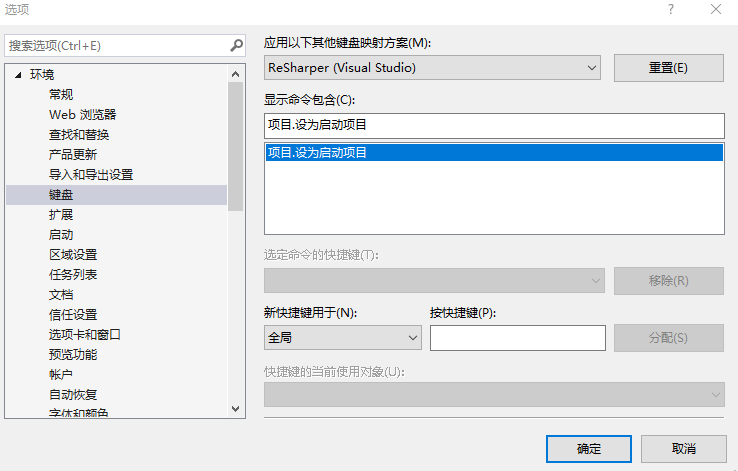 选项
搜索选项(Ctrl+E)
环境
常规
Web 浏览器
查找和替换
产品更新
导入和导出设置
键盘
扩展
启动
区域设置
任务列表
文档
信任设置
选项卡和窗口
预览功能
帐户
自动恢复
字体和颜色
应用以下其他键盘映射方案(M):
ReSharper (Visual Studio)
重置(E)
显示命令包含(C):
项目.设为启动项目
项目.设为启动项目
选定命令的快捷键(T):
移除(R)
新快捷键用于(N):
按快捷键(P):
全局
分配(S)
快捷键的当前使用对象(U):
确定
取消